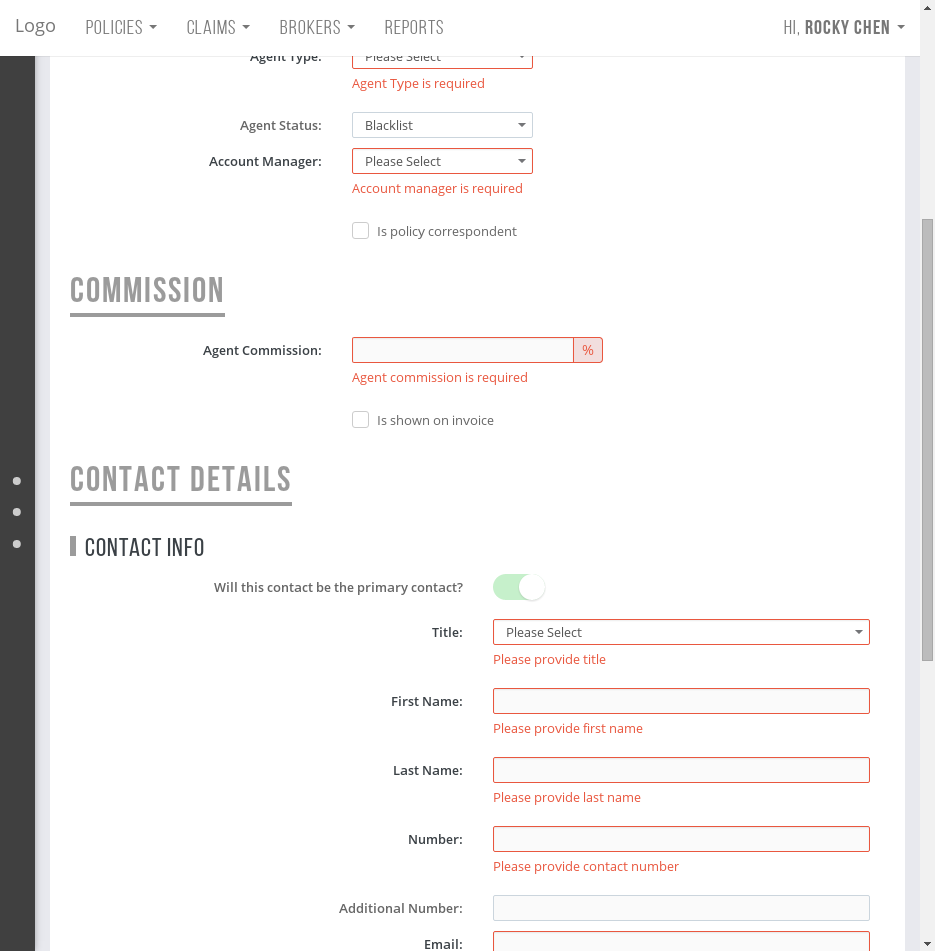 Logo POLICIES CLAIMS BROKERS REPORTS HI, ROCKY CHEN
Agent Type: Please Select
Agent Type is required
Agent Status: Blacklist
Account Manager: Please Select
Account manager is required
Is policy correspondent
COMMISSION
Agent Commission: %
Agent commission is required
Is shown on invoice
CONTACT DETAILS
CONTACT INFO
Will this contact be the primary contact?
Title: Please Select
Please provide title
First Name:
Please provide first name
Last Name:
Please provide last name
Number:
Please provide contact number
Additional Number:
Email: